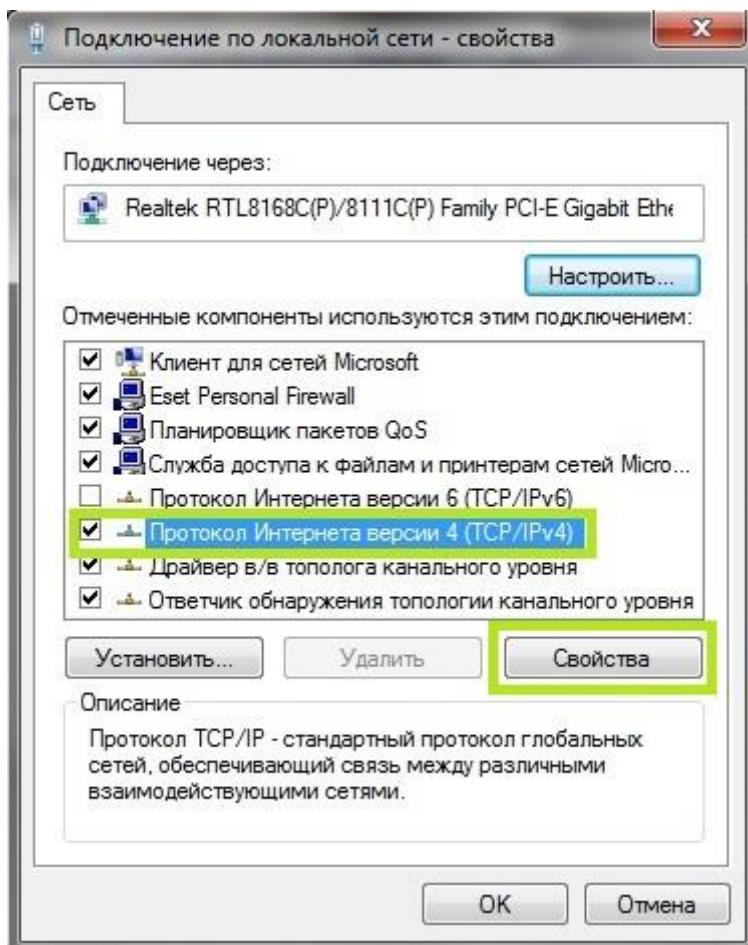 Подключение по локальной сети - свойства
Сеть
Подключение через:
Realtek RTL8168C(P)/8111C(P) Family PCI-E Gigabit Ethe
Настроить...
Отмеченные компоненты используются этим подключением:
Клиент для сетей Microsoft
Eset Personal Firewall
Планировщик пакетов QoS
Служба доступа к файлам и принтерам сетей Micro...
Протокол Интернета версии 6 (TCP/IPv6)
Протокол Интернета версии 4 (TCP/IPv4)
Драйвер в/в тополога канального уровня
Ответчик обнаружения топологии канального уровня
Установить... Удалить Свойства
Описание
Протокол TCP/IP - стандартный протокол глобальных
сетей, обеспечивающий связь между различными
взаимодействующими сетями.
OK Отмена